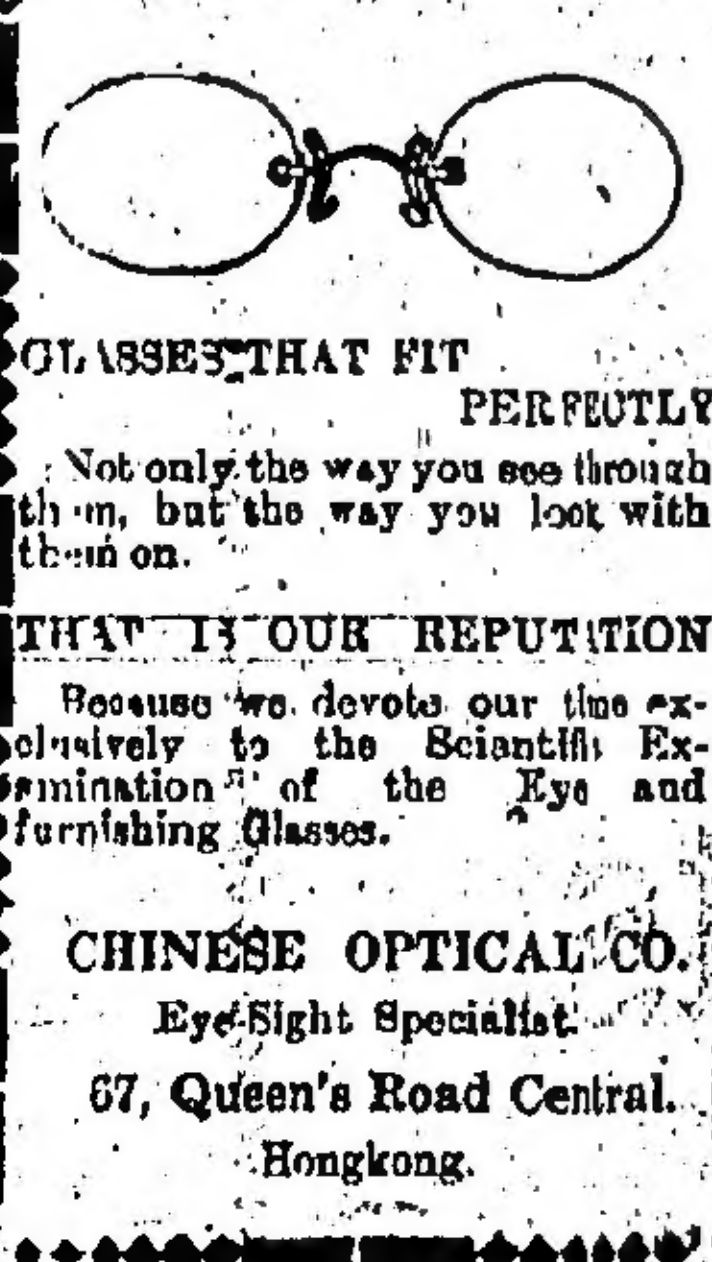 GLASSES THAT FIT
PERFECTLY
Not only the way you see through
them, but the way you look with
them on.
THAT IS OUR REPUTATION
Because we devote our time ex-
clusively to the Scientific Ex-
amination of the Eye and
furnishing Glasses.
CHINESE OPTICAL CO.
Eye-Sight Specialist.
67, Queen's Road Central.
Hongkong.